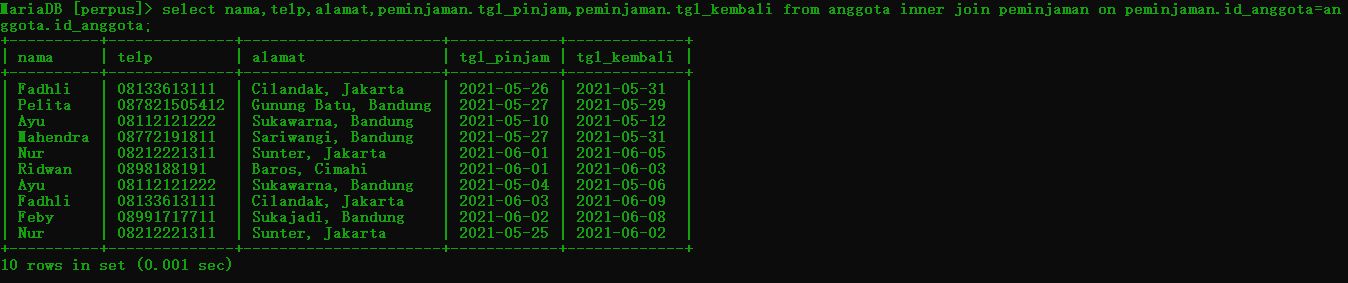 MariaDB [perpus]> select nama,telp,alamat,peminjaman.tgl_pinjam,peminjaman.tgl_kembali from anggota inner join peminjaman on peminjaman.id_anggota=an
ggota.id_anggota;
+----------+--------------+----------------------+------------+-------------+
| nama     | telp         | alamat               | tgl_pinjam | tgl_kembali |
+----------+--------------+----------------------+------------+-------------+
| Fadhli   | 08133613111  | Cilandak, Jakarta    | 2021-05-26 | 2021-05-31  |
| Pelita   | 087821505412 | Gunung Batu, Bandung | 2021-05-27 | 2021-05-29  |
| Ayu      | 08112121222  | Sukawarna, Bandung   | 2021-05-10 | 2021-05-12  |
| Mahendra | 08772191811  | Sariwangi, Bandung   | 2021-05-27 | 2021-05-31  |
| Nur      | 08212221311  | Sunter, Jakarta      | 2021-06-01 | 2021-06-05  |
| Ridwan   | 0898188191   | Baros, Cimahi        | 2021-06-01 | 2021-06-03  |
| Ayu      | 08112121222  | Sukawarna, Bandung   | 2021-05-04 | 2021-05-06  |
| Fadhli   | 08133613111  | Cilandak, Jakarta    | 2021-06-03 | 2021-06-09  |
| Feby     | 08991717711  | Sukajadi, Bandung    | 2021-06-02 | 2021-06-08  |
| Nur      | 08212221311  | Sunter, Jakarta      | 2021-05-25 | 2021-06-02  |
+----------+--------------+----------------------+------------+-------------+
10 rows in set (0.001 sec)